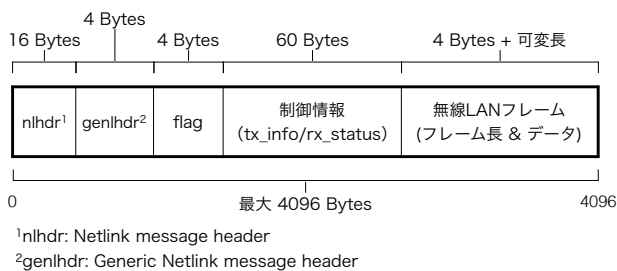 4 Bytes
16 Bytes 4 Bytes 60 Bytes 4 Bytes + 可変長
nlhdr1 genlhdr2 flag 制御情報 無線LANフレーム
(tx_info/rx_status) (フレーム長 & データ)
0 最大 4096 Bytes 4096
1nlhdr: Netlink message header
2genlhdr: Generic Netlink message header